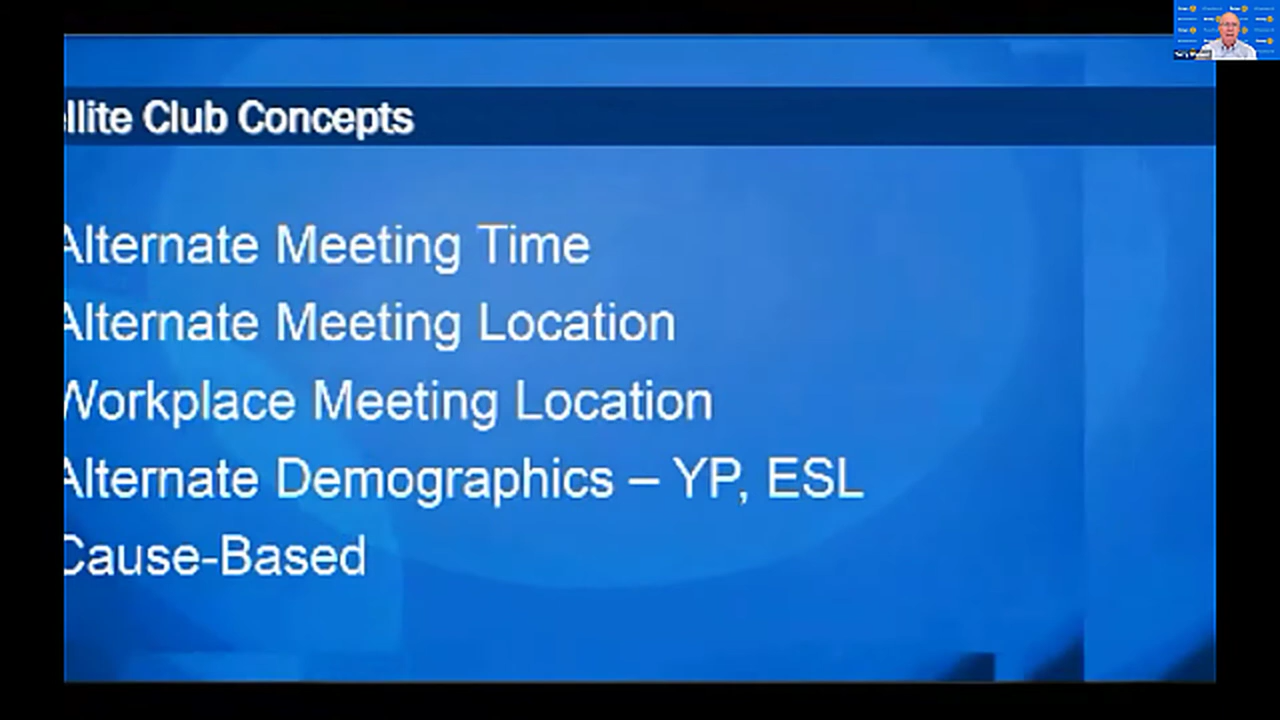 llite Club Concepts
Alternate Meeting Time
Alternate Meeting Location
Workplace Meeting Location
Alternate Demographics – YP, ESL
Cause-Based